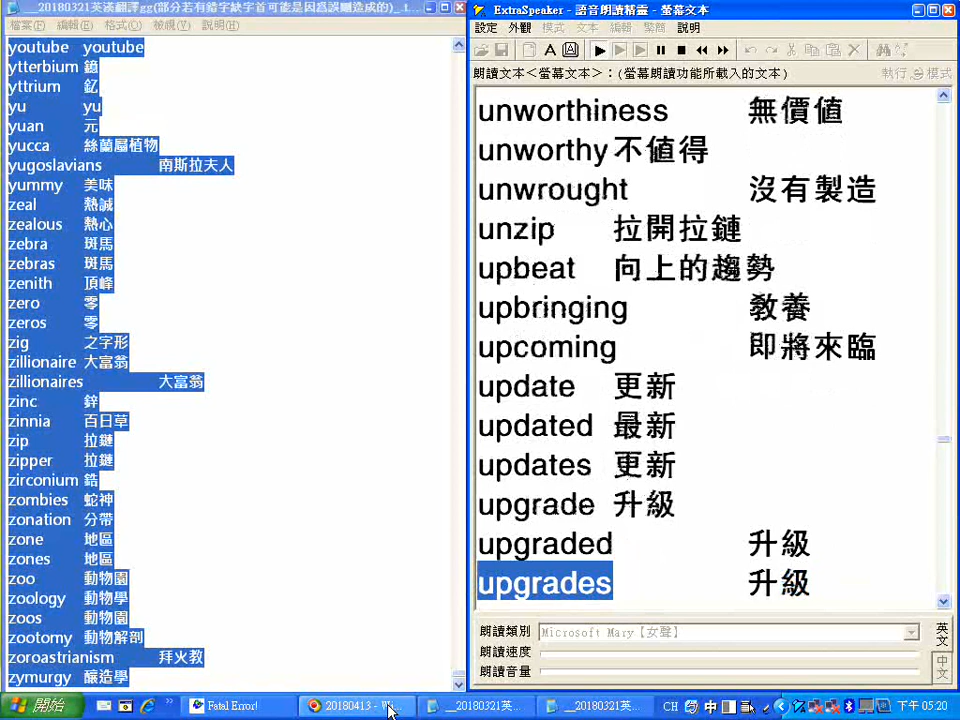 __20180321英漢翻譯gg(部分若有錯字缺字首可能是因爲誤刪造成的)_t...
檔案(F) 編輯(E) 格式(O) 檢視(V) 說明(H)
youtube youtube
ytterbium 鐿
yttrium 釔
yu yu
yuan 元
yucca 絲蘭屬植物
yugoslavians 南斯拉夫人
yummy 美味
zeal 熱誠
zealous 熱心
zebra 斑馬
zebras 斑馬
zenith 頂峰
zero 零
zeros 零
zig 之字形
zillionaire 大富翁
zillionaires 大富翁
zinc 鋅
zinnia 百日草
zip 拉鏈
zipper 拉鏈
zirconium 鋯
zombies 蛇神
zonation 分帶
zone 地區
zones 地區
zoo 動物園
zoology 動物學
zoos 動物園
zootomy 動物解剖
zoroastrianism 拜火教
zymurgy 釀造學
ExtraSpeaker - 語音朗讀精靈 - 螢幕文本
設定 外觀 模式 文本 編輯 繁簡 說明
朗讀文本<螢幕文本>：(螢幕朗讀功能所載入的文本) 執行 模式
unworthiness 無價值
unworthy 不值得
unwrought 沒有製造
unzip 拉開拉鏈
upbeat 向上的趨勢
upbringing 教養
upcoming 即將來臨
update 更新
updated 最新
updates 更新
upgrade 升級
upgraded 升級
upgrades 升級
朗讀類別 Microsoft Mary【女聲】
朗讀速度
朗讀音量
英文
中文
開始 Fatal Error! 20180413 - Wi... __20180321英... __20180321英... CH 中 下午 05:20